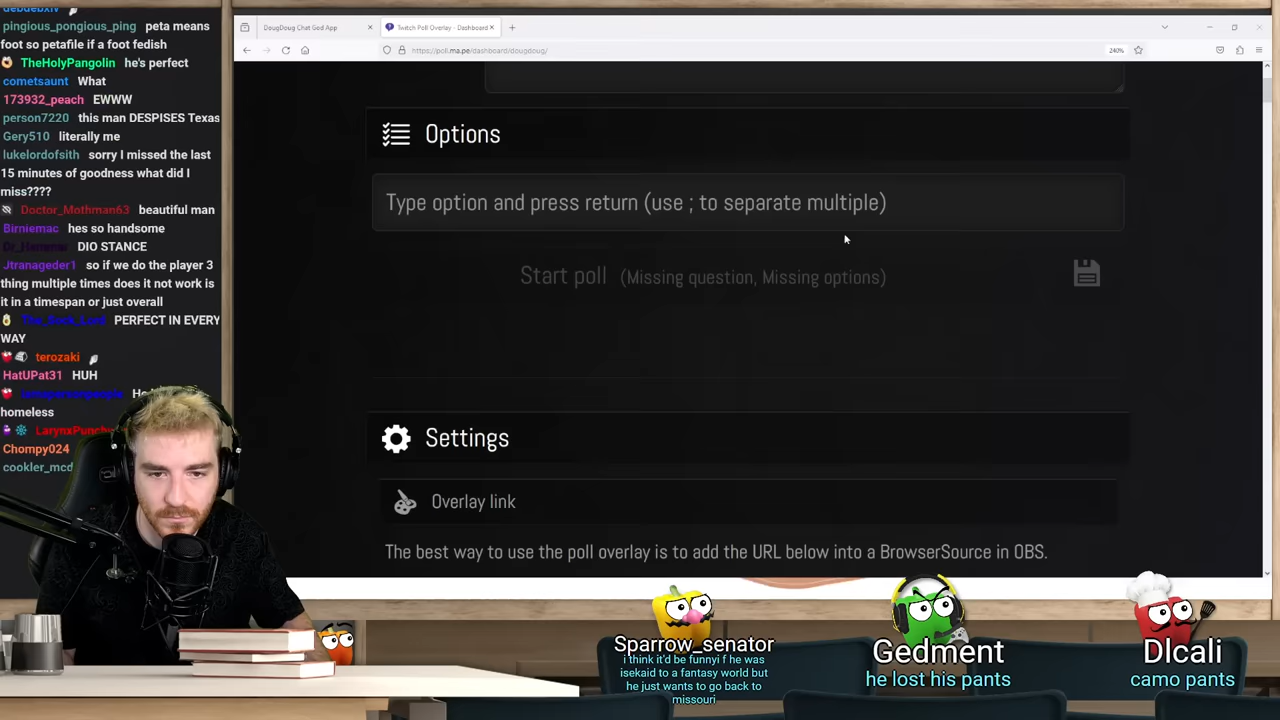 debdebxiv
pingious_pongious_ping peta means
foot so petafile if a foot fedish
TheHolyPangolin he's perfect
cometsaunt What
173932_peach EWWW
person7220 this man DESPISES Texas
Gery510 literally me
lukelordofsith sorry I missed the last
15 minutes of goodness what did I
miss????
Doctor_Mothman63 beautiful man
Birniemac hes so handsome
DIO STANCE
Jtranageder1 so if we do the player 3
thing multiple times does it not work is
it in a timespan or just overall
PERFECT IN EVERY
WAY
terozaki
HatUPat31 HUH
homeless
LarynxPunchy
Chompy024
cookler_mcd
DougDoug Chat Ged App
Twitch Poll Overlay - Dashboard
https://poll.ma.pe/dashboard/dougdoug/
240%
Options
Type option and press return (use ; to separate multiple)
Start poll (Missing question, Missing options)
Settings
Overlay link
The best way to use the poll overlay is to add the URL below into a BrowserSource in OBS.
Sparrow_senator
i think it'd be funnyi f he was
isekaid to a fantasy world but
he just wants to go back to
missouri
Gedment
he lost his pants
Dlcali
camo pants